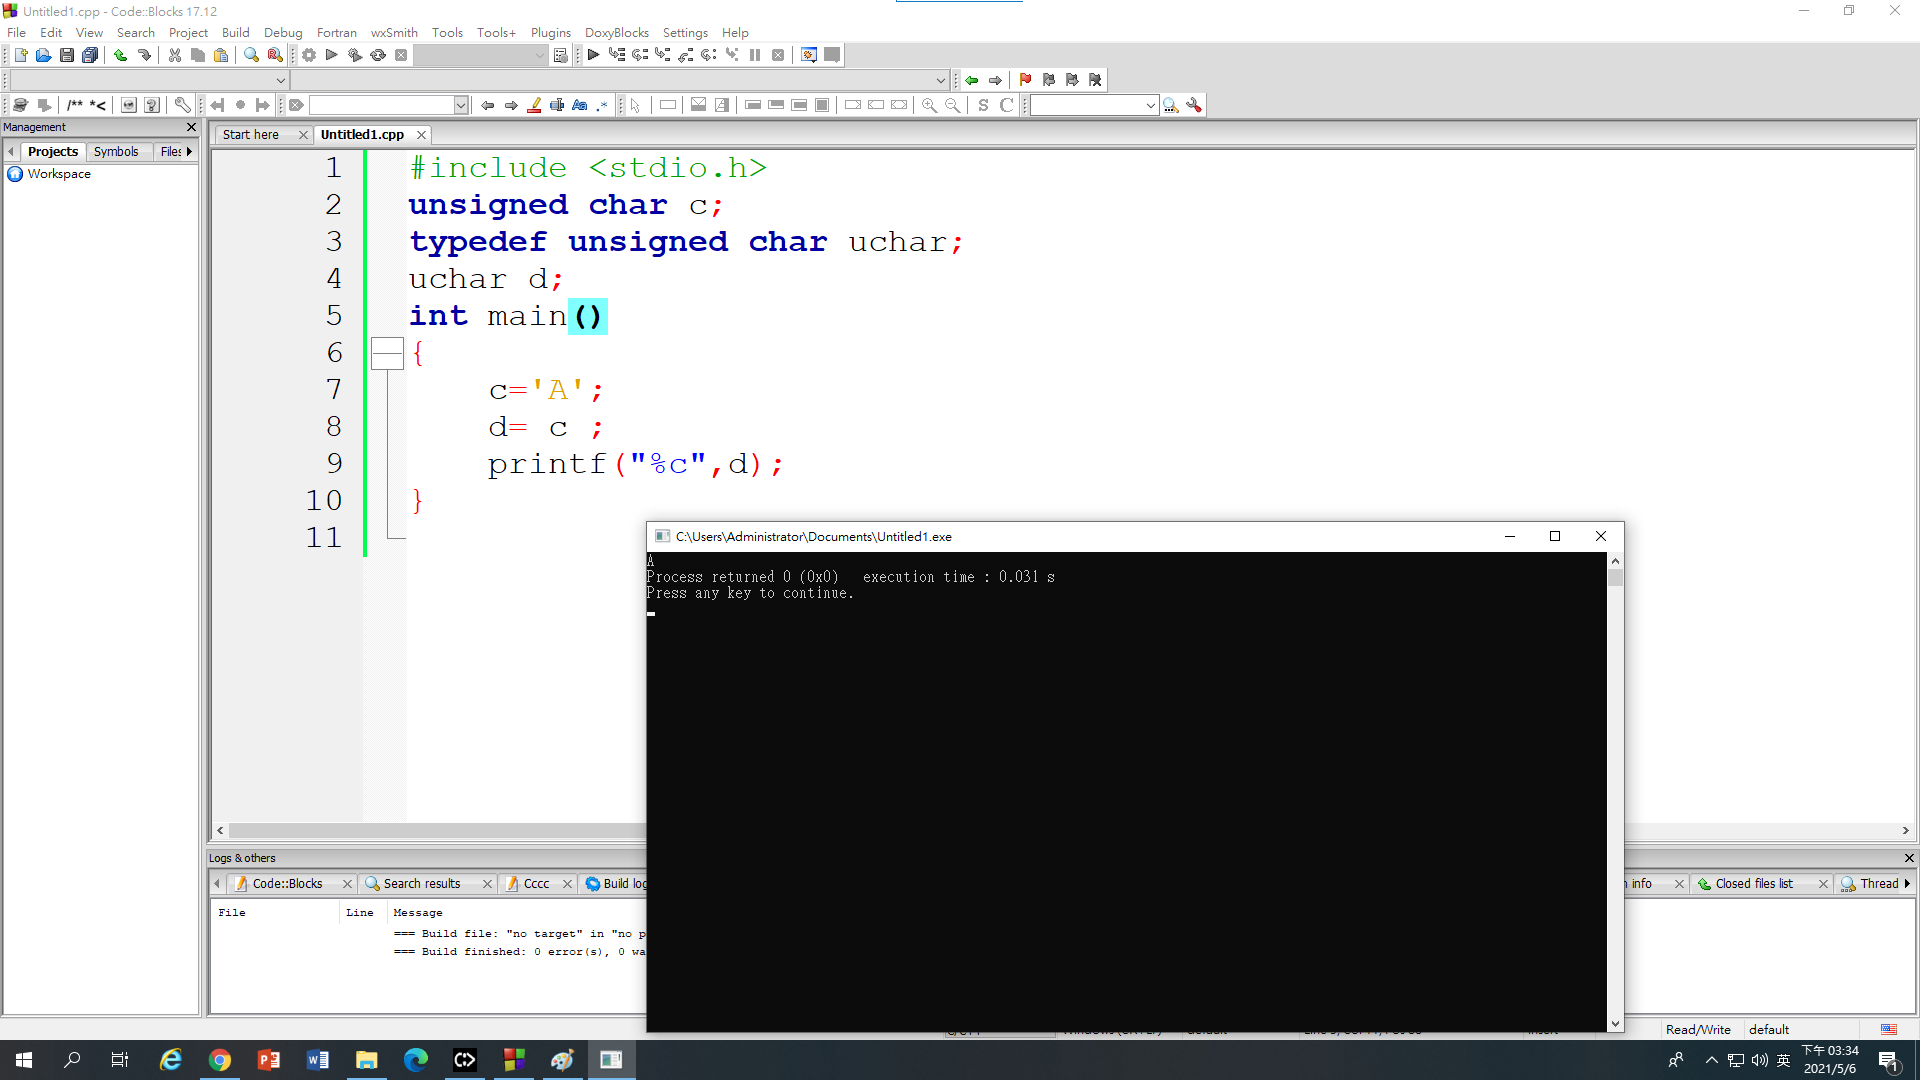 Untitled1.cpp - Code::Blocks 17.12
File Edit View Search Project Build Debug Fortran wxSmith Tools Tools+ Plugins DoxyBlocks Settings Help
/** *<
S C
Management
Start here Untitled1.cpp
Projects Symbols Files
Workspace
1 #include <stdio.h>
2 unsigned char c;
3 typedef unsigned char uchar;
4 uchar d;
5 int main()
6 {
7 c='A';
8 d= c ;
9 printf("%c",d);
10 }
11
C:\Users\Administrator\Documents\Untitled1.exe
A
Process returned 0 (0x0) execution time : 0.031 s
Press any key to continue.
Logs & others
Code::Blocks Search results Cccc Build log info Closed files list Thread
File Line Message
=== Build file: "no target" in "no p
=== Build finished: 0 error(s), 0 wa
Read/Write default
英
下午 03:34
2021/5/6
1